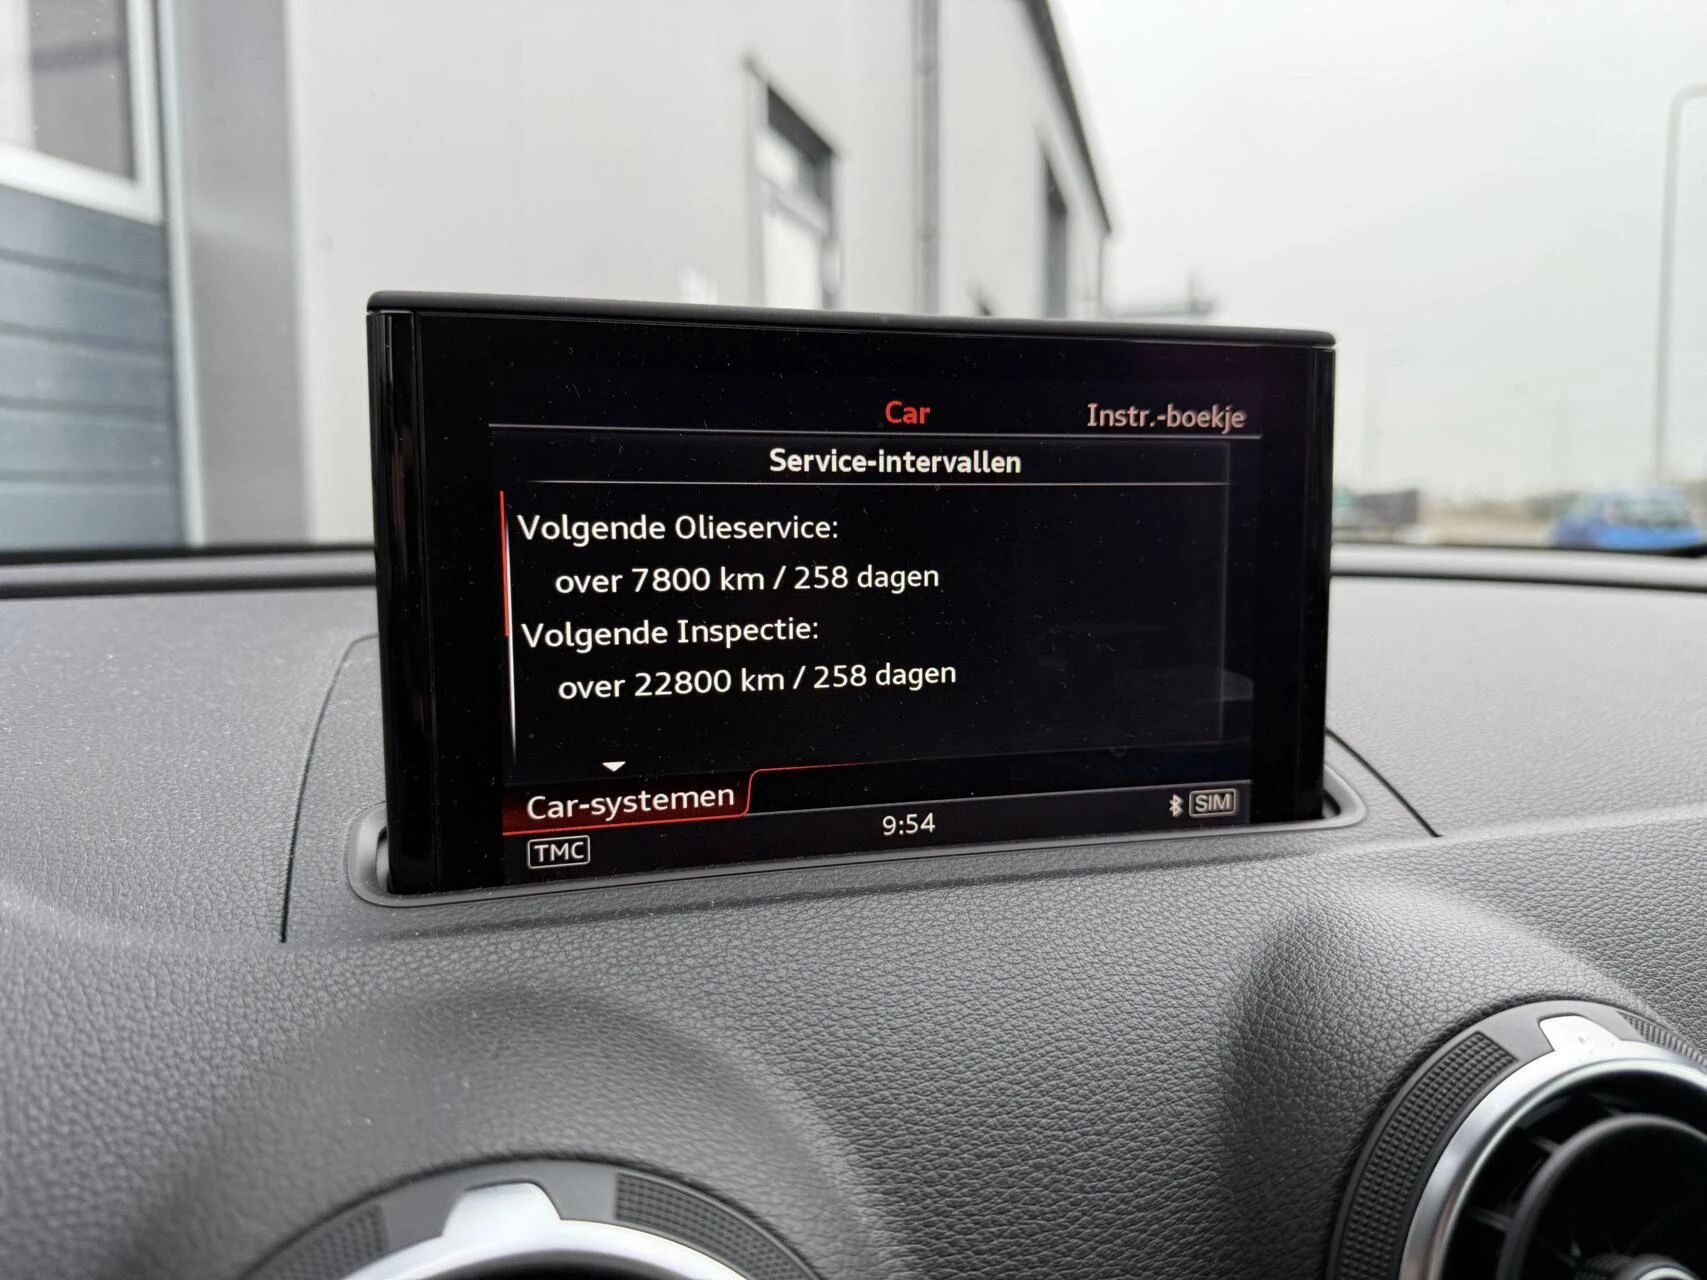 Car
Instr.-boekje
Service-intervallen
Volgende Olieservice:
over 7800 km / 258 dagen
Volgende Inspectie:
over 22800 km / 258 dagen
Car-systemen
9:54
SIM
TMC